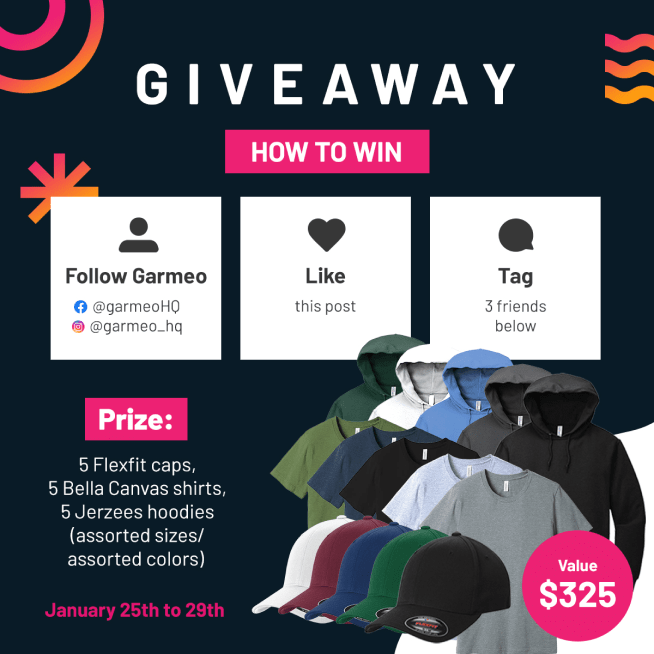 GIVEAWAY
HOW TO WIN
Follow Garmeo
@garmeoHQ
@garmeo_hq
Like
this post
Tag
3 friends
below
Prize:
5 Flexfit caps,
5 Bella Canvas shirts,
5 Jerzees hoodies
(assorted sizes/
assorted colors)
January 25th to 29th
Value
$325